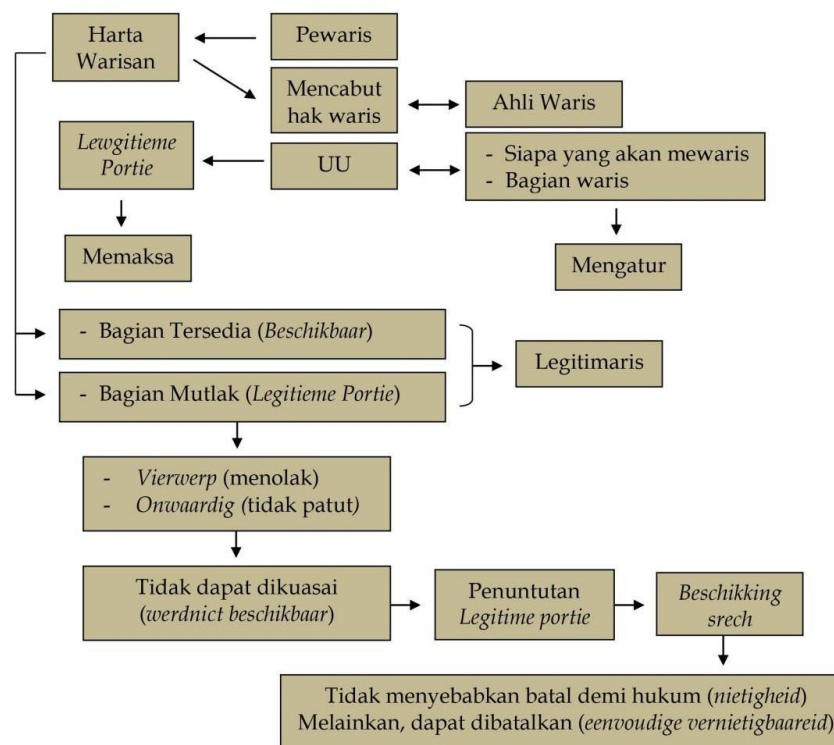 Harta
Warisan
Pewaris
Mencabut
hak waris
Ahli Waris
Lewgitieme
Portie
UU
- Siapa yang akan mewaris
- Bagian waris
Memaksa
Mengatur
- Bagian Tersedia (Beschikbaar)
- Bagian Mutlak (Legitieme Portie)
Legitimaris
- Vierwerp (menolak)
- Onwaardig (tidak patut)
Tidak dapat dikuasai
(werdnict beschikbaar)
Penuntutan
Legitime portie
Beschikking
srech
Tidak menyebabkan batal demi hukum (nietigheid)
Melainkan, dapat dibatalkan (eenvoudige vernietigbaareid)